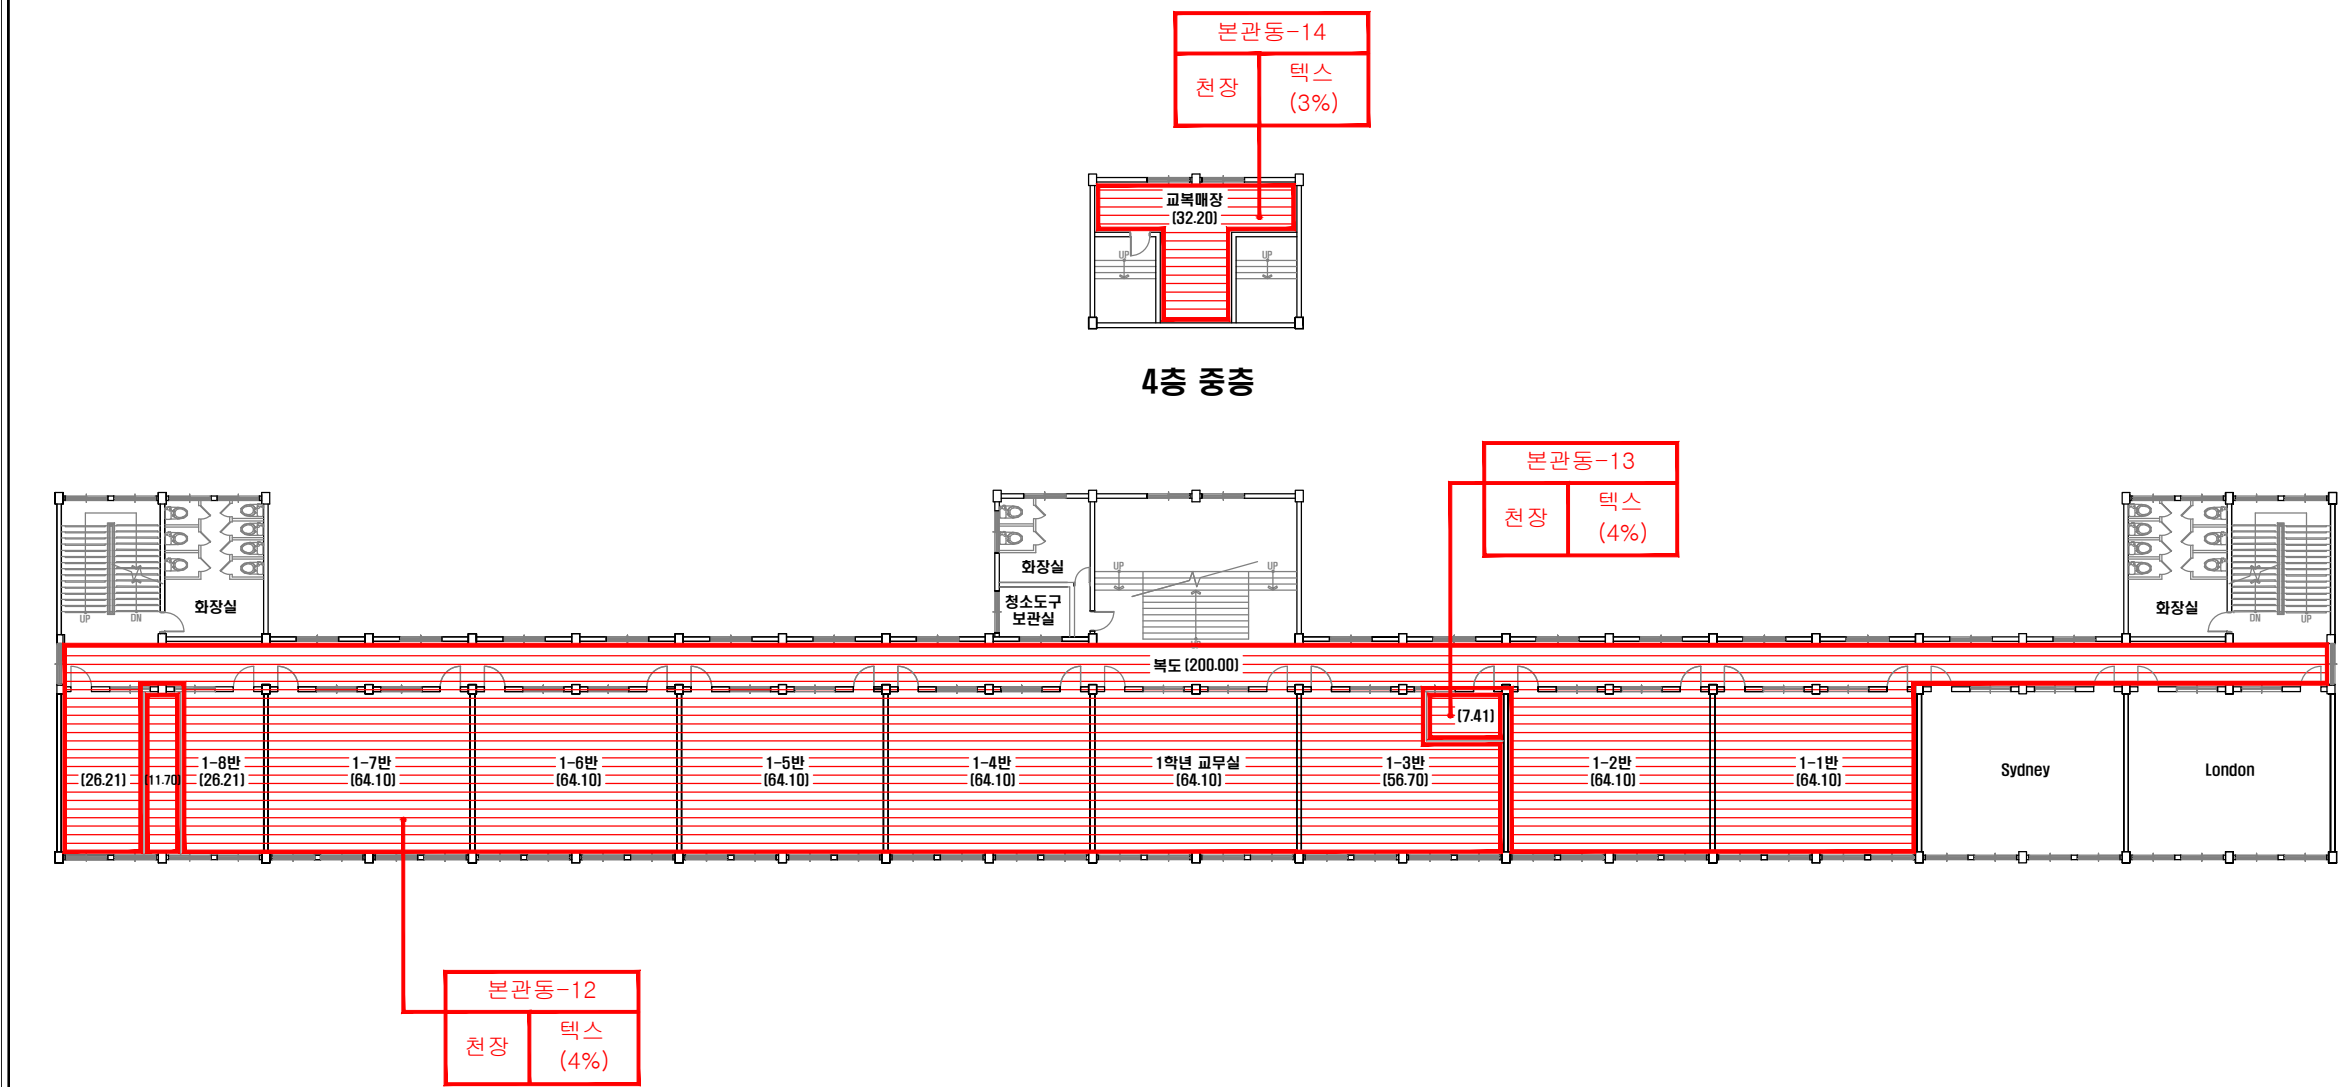 본관동-14
천장
텍스
(3%)
교복매장
(32.20)
UP
UP
4층 중층
본관동-13
천장
텍스
(4%)
화장실
UP
DN
화장실
청소도구
보관실
UP
UP
UP
화장실
DN
UP
복도 (200.00)
(7.41)
(26.21)
(11.70)
1-8반
(26.21)
1-7반
(64.10)
1-6반
(64.10)
1-5반
(64.10)
1-4반
(64.10)
1학년 교무실
(64.10)
1-3반
(56.70)
1-2반
(64.10)
1-1반
(64.10)
Sydney
London
본관동-12
천장
텍스
(4%)